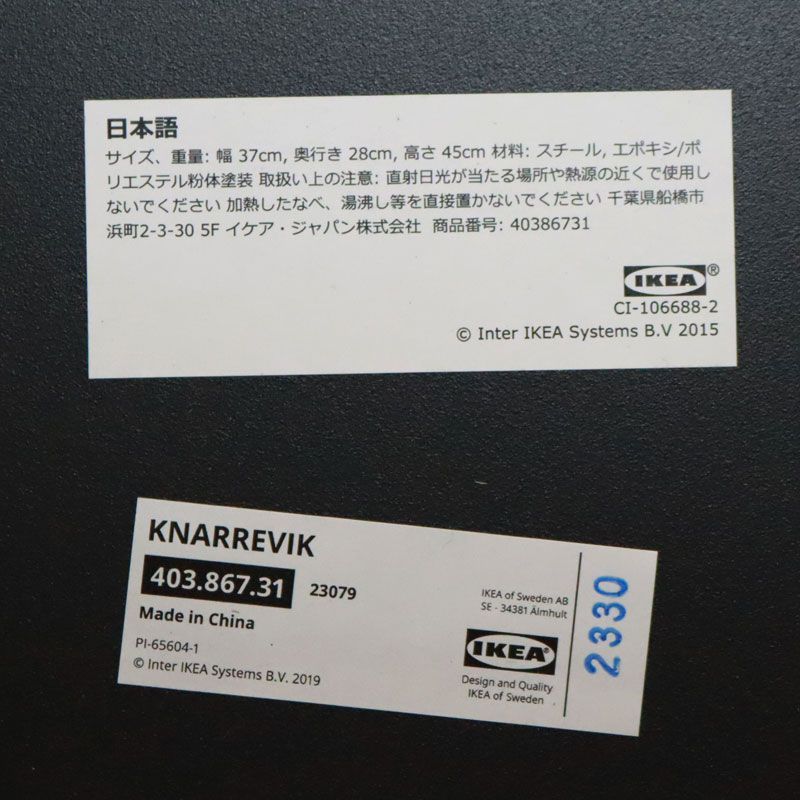 日本語
サイズ、重量: 幅 37cm, 奥行き 28cm, 高さ 45cm 材料: スチール, エポキシ/ポ
リエステル粉体塗装 取扱い上の注意: 直射日光が当たる場所や熱源の近くで使用し
ないでください 加熱したなべ、湯沸し等を直接置かないでください 千葉県船橋市
浜町2-3-30 5F イケア・ジャパン株式会社 商品番号: 40386731
IKEA®
CI-106688-2
© Inter IKEA Systems B.V 2015
KNARREVIK
403.867.31 23079
Made in China
PI-65604-1
© Inter IKEA Systems B.V. 2019
IKEA of Sweden AB
SE - 34381 Älmhult
IKEA®
Design and Quality
IKEA of Sweden
2330